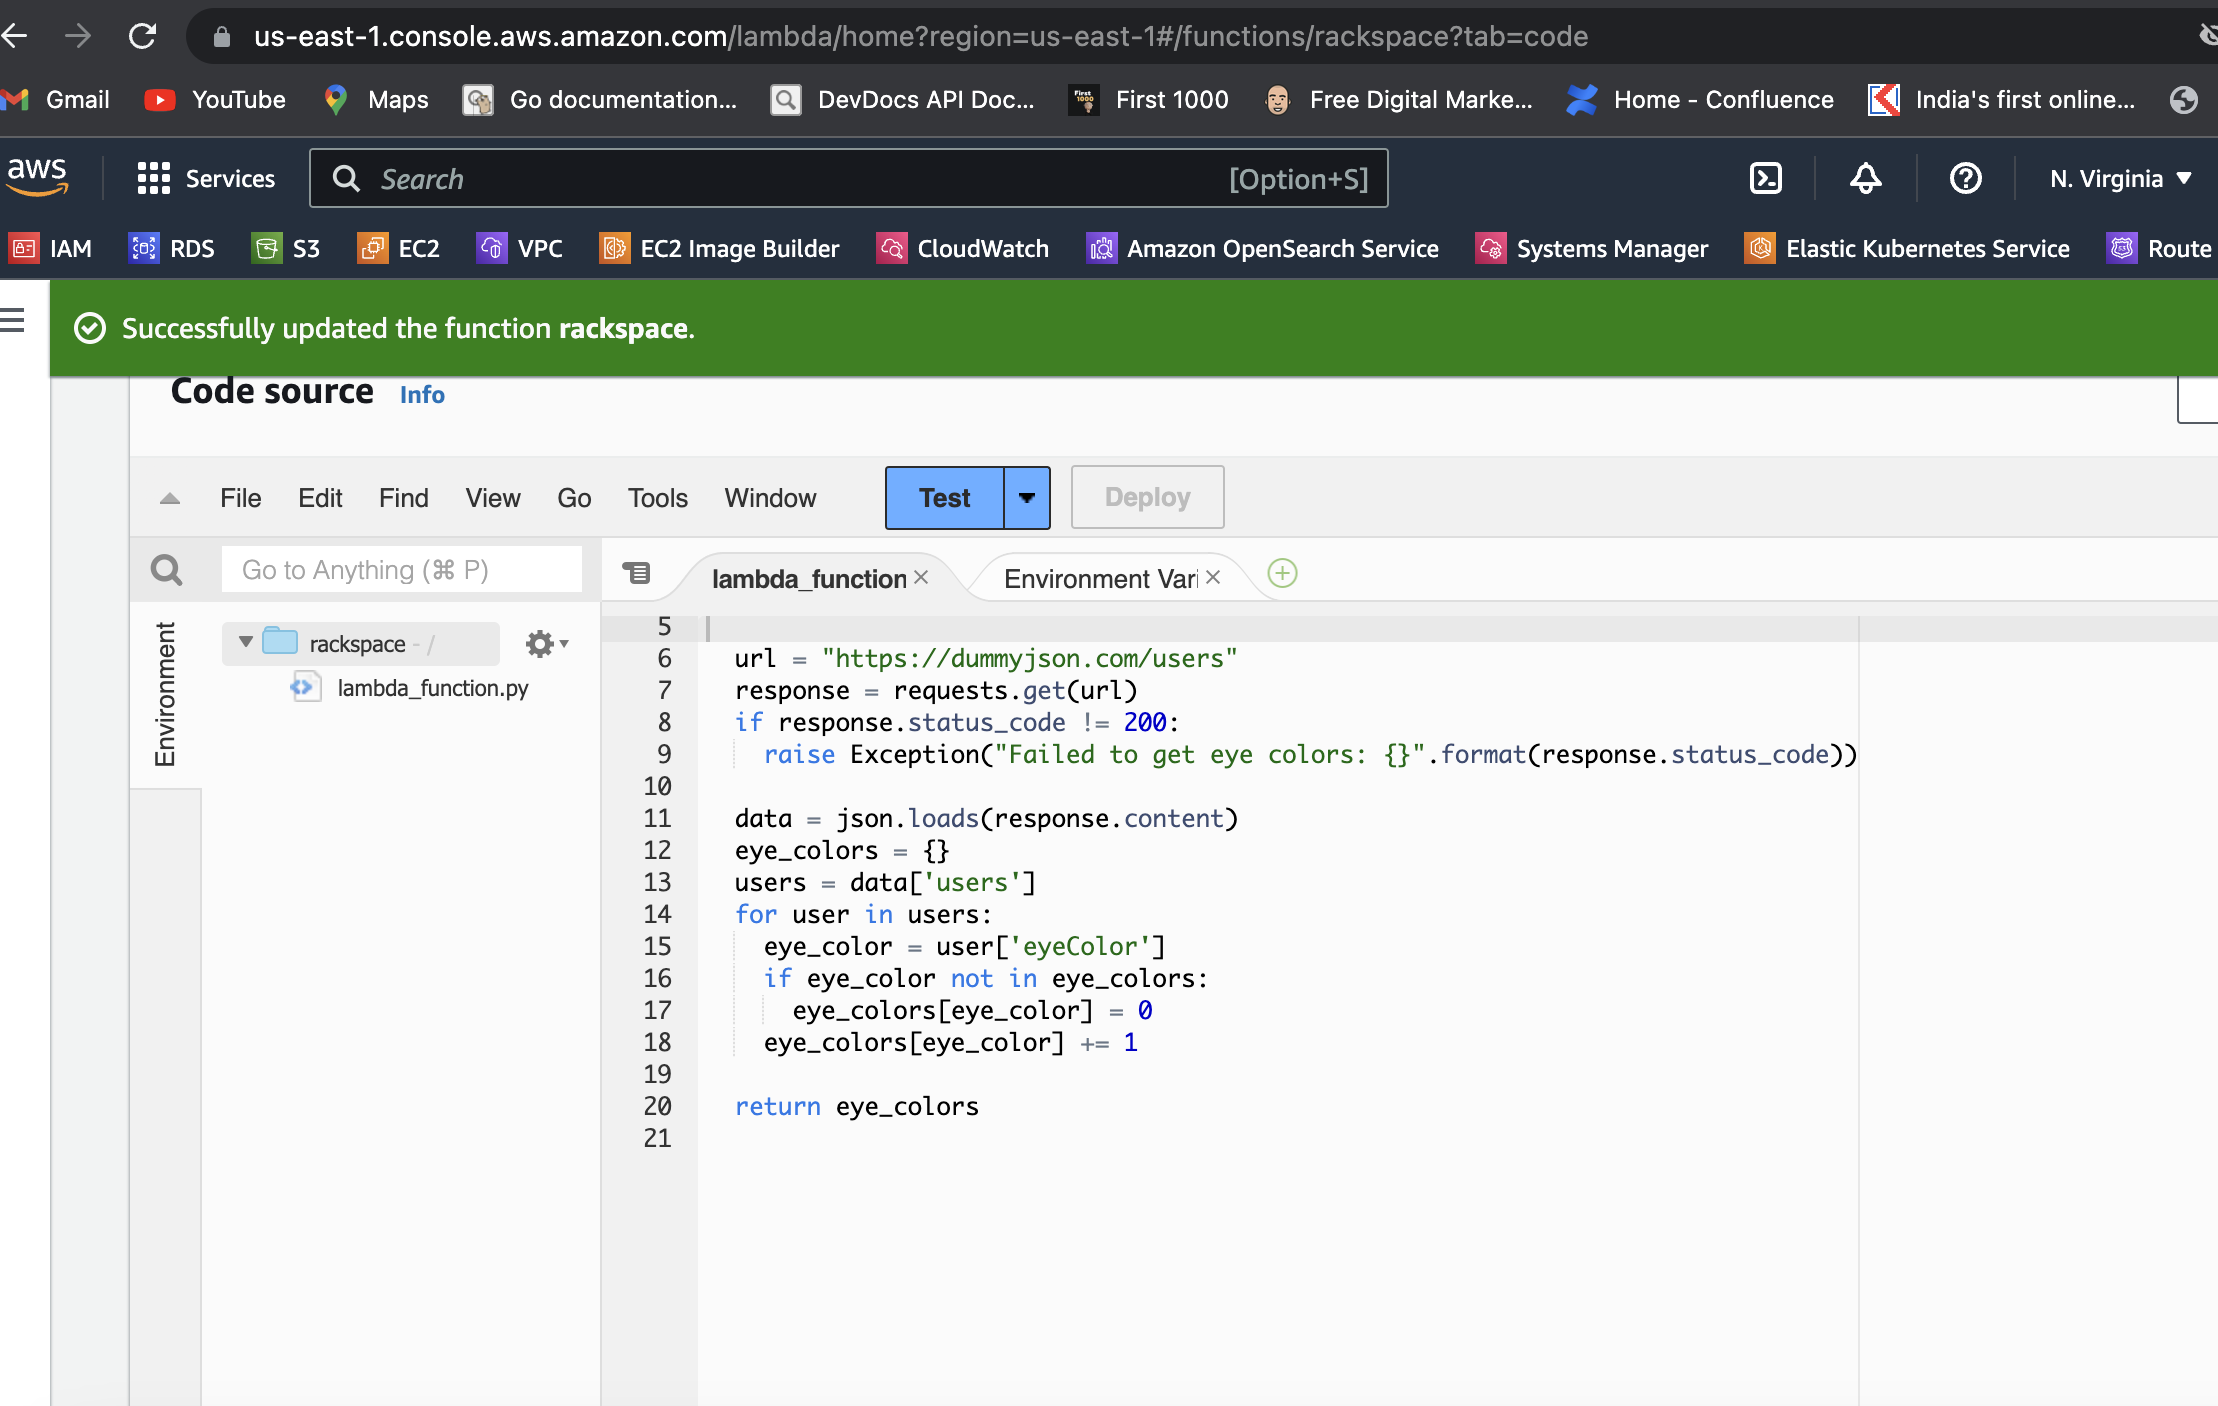 us-east-1.console.aws.amazon.com/lambda/home?region=us-east-1#/functions/rackspace?tab=code
Gmail YouTube Maps Go documentation... DevDocs API Doc... First 1000 Free Digital Marke... Home - Confluence India's first online...
aws Services Search [Option+S] N. Virginia
IAM RDS S3 EC2 VPC EC2 Image Builder CloudWatch Amazon OpenSearch Service Systems Manager Elastic Kubernetes Service Route
Successfully updated the function rackspace.
Code source Info
File Edit Find View Go Tools Window Test Deploy
Go to Anything (⌘ P) lambda_function Environment Vari
Environment
rackspace - /
lambda_function.py
5
6 url = "https://dummyjson.com/users"
7 response = requests.get(url)
8 if response.status_code != 200:
9 raise Exception("Failed to get eye colors: {}".format(response.status_code))
10
11 data = json.loads(response.content)
12 eye_colors = {}
13 users = data['users']
14 for user in users:
15 eye_color = user['eyeColor']
16 if eye_color not in eye_colors:
17 eye_colors[eye_color] = 0
18 eye_colors[eye_color] += 1
19
20 return eye_colors
21